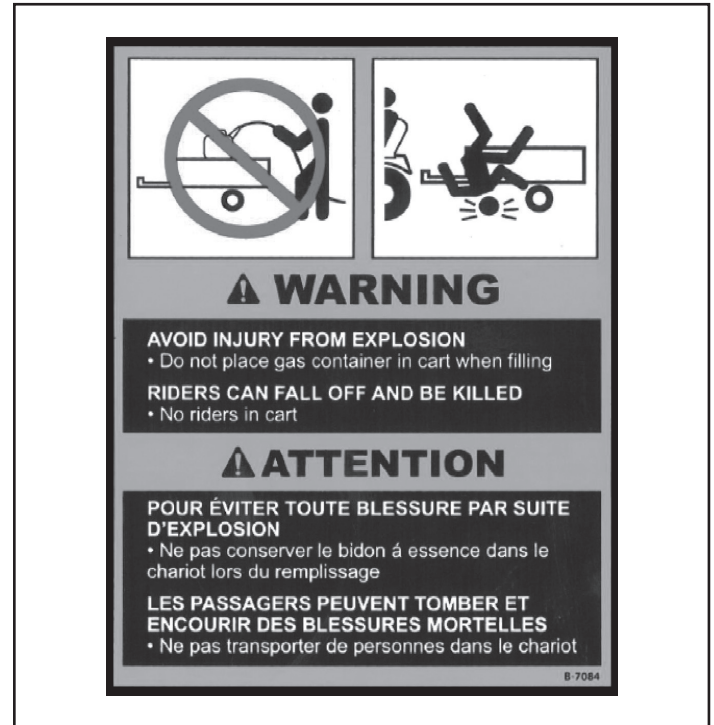 WARNING
AVOID INJURY FROM EXPLOSION
• Do not place gas container in cart when filling
RIDERS CAN FALL OFF AND BE KILLED
• No riders in cart
ATTENTION
POUR ÉVITER TOUTE BLESSURE PAR SUITE
D'EXPLOSION
• Ne pas conserver le bidon á essence dans le
chariot lors du remplissage
LES PASSAGERS PEUVENT TOMBER ET
ENCOURIR DES BLESSURES MORTELLES
• Ne pas transporter de personnes dans le chariot
B-7084